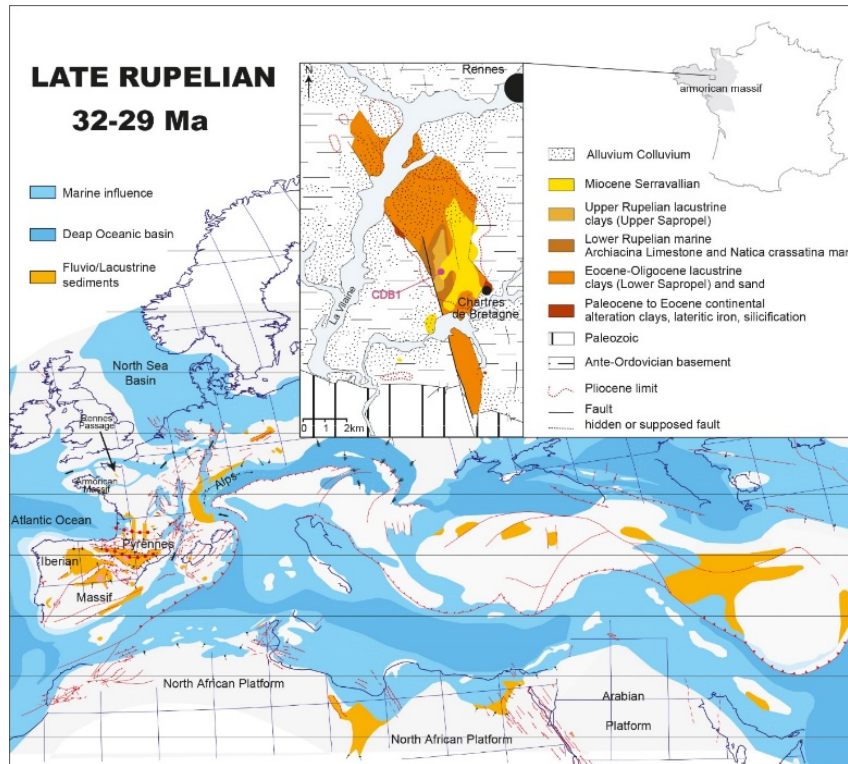 LATE RUPELIAN
32-29 Ma
Marine influence
Deap Oceanic basin
Fluvio/Lacustrine
sediments
N
Rennes
La Vilaine
CDB1
Chartres
de Bretagne
0 1 2km
armorican massif
Alluvium Colluvium
Miocene Serravallian
Upper Rupelian lacustrine
clays (Upper Sapropel)
Lower Rupelian marine
Archiacina Limestone and Natica crassatina mar
Eocene-Oligocene lacustrine
clays (Lower Sapropel) and sand
Paleocene to Eocene continental
alteration clays, lateritic iron, silicification
Paleozoic
Ante-Ordovician basement
Pliocene limit
Fault
hidden or supposed fault
North Sea
Basin
Rennes
Passage
Armorican
Massif
Alps
Atlantic Ocean
Pyrennes
Iberian
Massif
North African Platform
North African Platform
Arabian
Platform